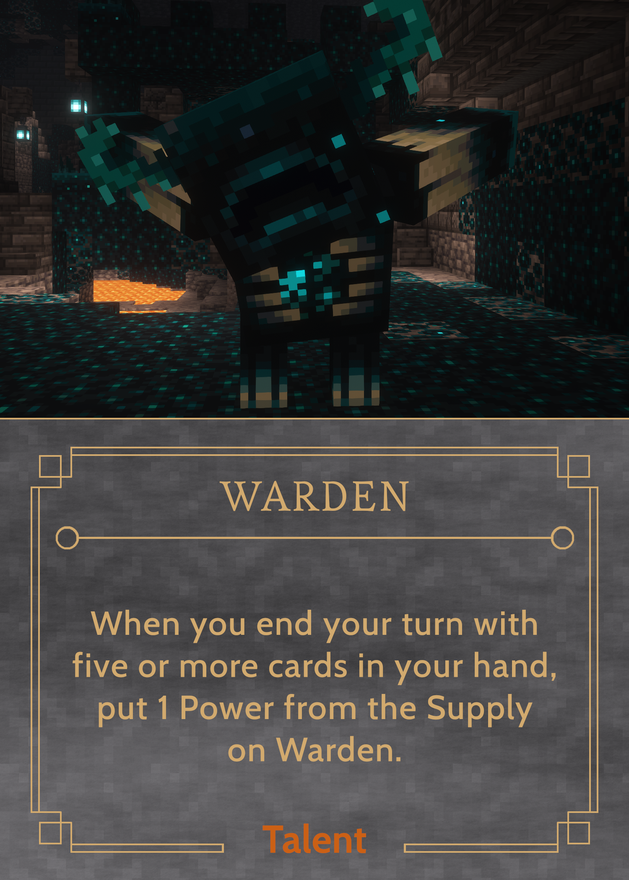 WARDEN
When you end your turn with
five or more cards in your hand,
put 1 Power from the Supply
on Warden.
Talent